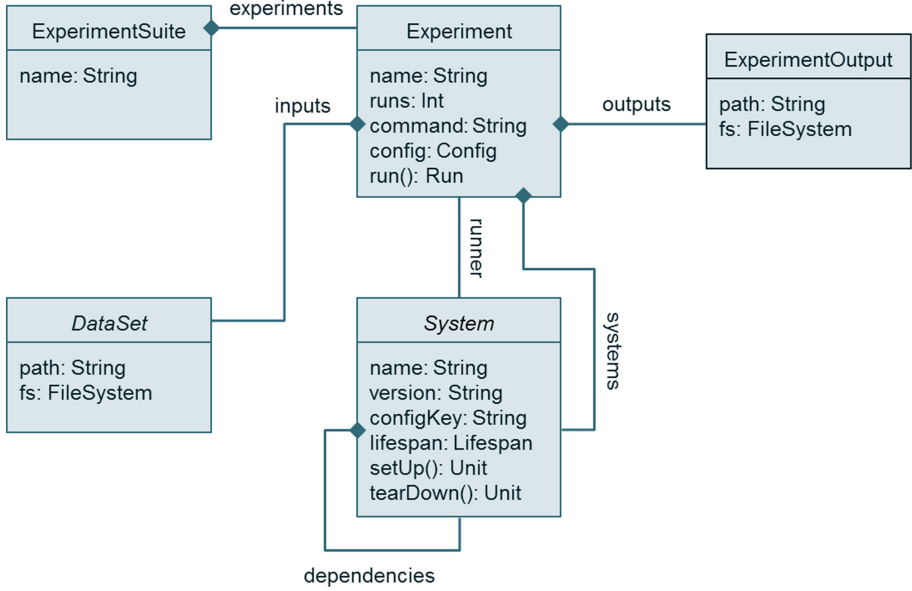 experiments
ExperimentSuite
name: String
Experiment
name: String
runs: Int
command: String
config: Config
run(): Run
inputs
outputs
ExperimentOutput
path: String
fs: FileSystem
runner
systems
DataSet
path: String
fs: FileSystem
System
name: String
version: String
configKey: String
lifespan: Lifespan
setUp(): Unit
tearDown(): Unit
dependencies